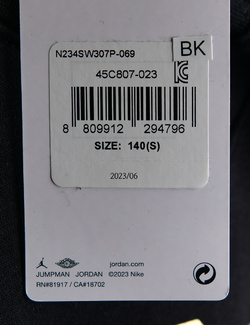 N234SW307P-069
BK
45C807-023
8 809912 294796
SIZE: 140(S)
2023/06
jordan.com
JUMPMAN JORDAN ©2023 Nike
RN#81917 / CA#18702